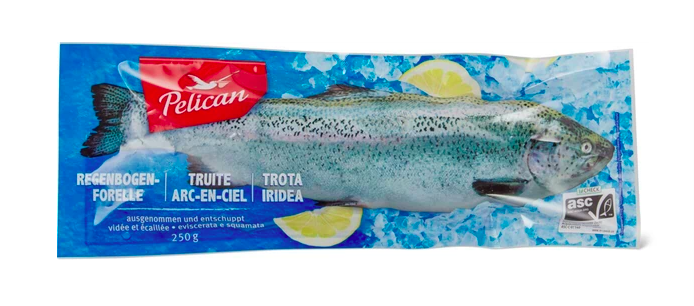 Pelican
REGENBOGEN-
FORELLE
TRUITE
ARC-EN-CIEL
TROTA
IRIDEA
ausgenommen und entschuppt
vidée et écaillée • eviscerata e squamata
250 g
asc